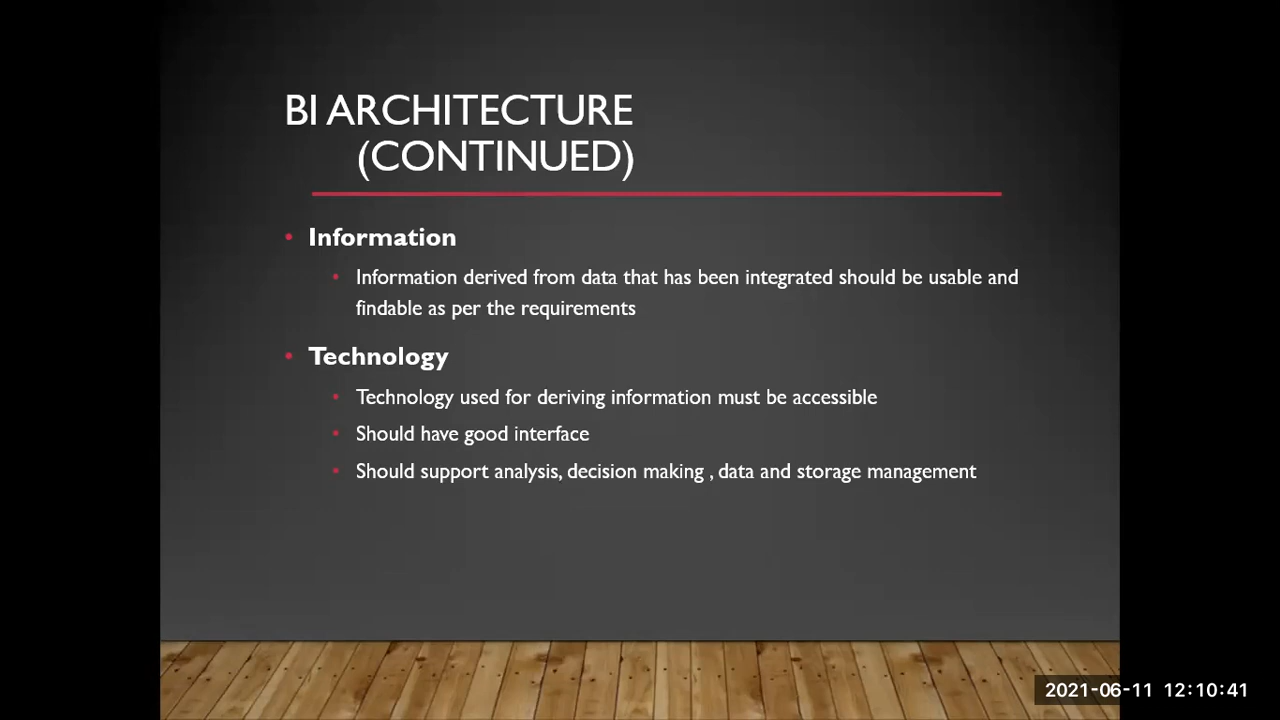 BI ARCHITECTURE
(CONTINUED)
• Information
• Information derived from data that has been integrated should be usable and
findable as per the requirements
• Technology
• Technology used for deriving information must be accessible
• Should have good interface
• Should support analysis, decision making , data and storage management
2021-06-11 12:10:41